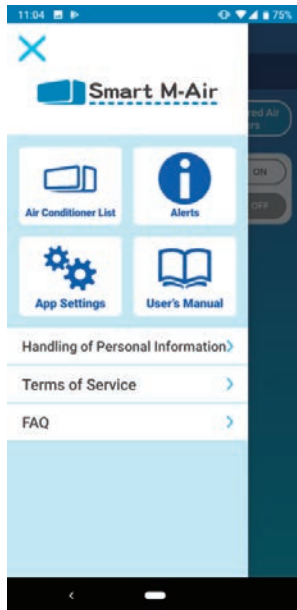 11:04
75%
Smart M-Air
ON
OFF
Air Conditioner List
Alerts
App Settings
User's Manual
Handling of Personal Information
Terms of Service
FAQ